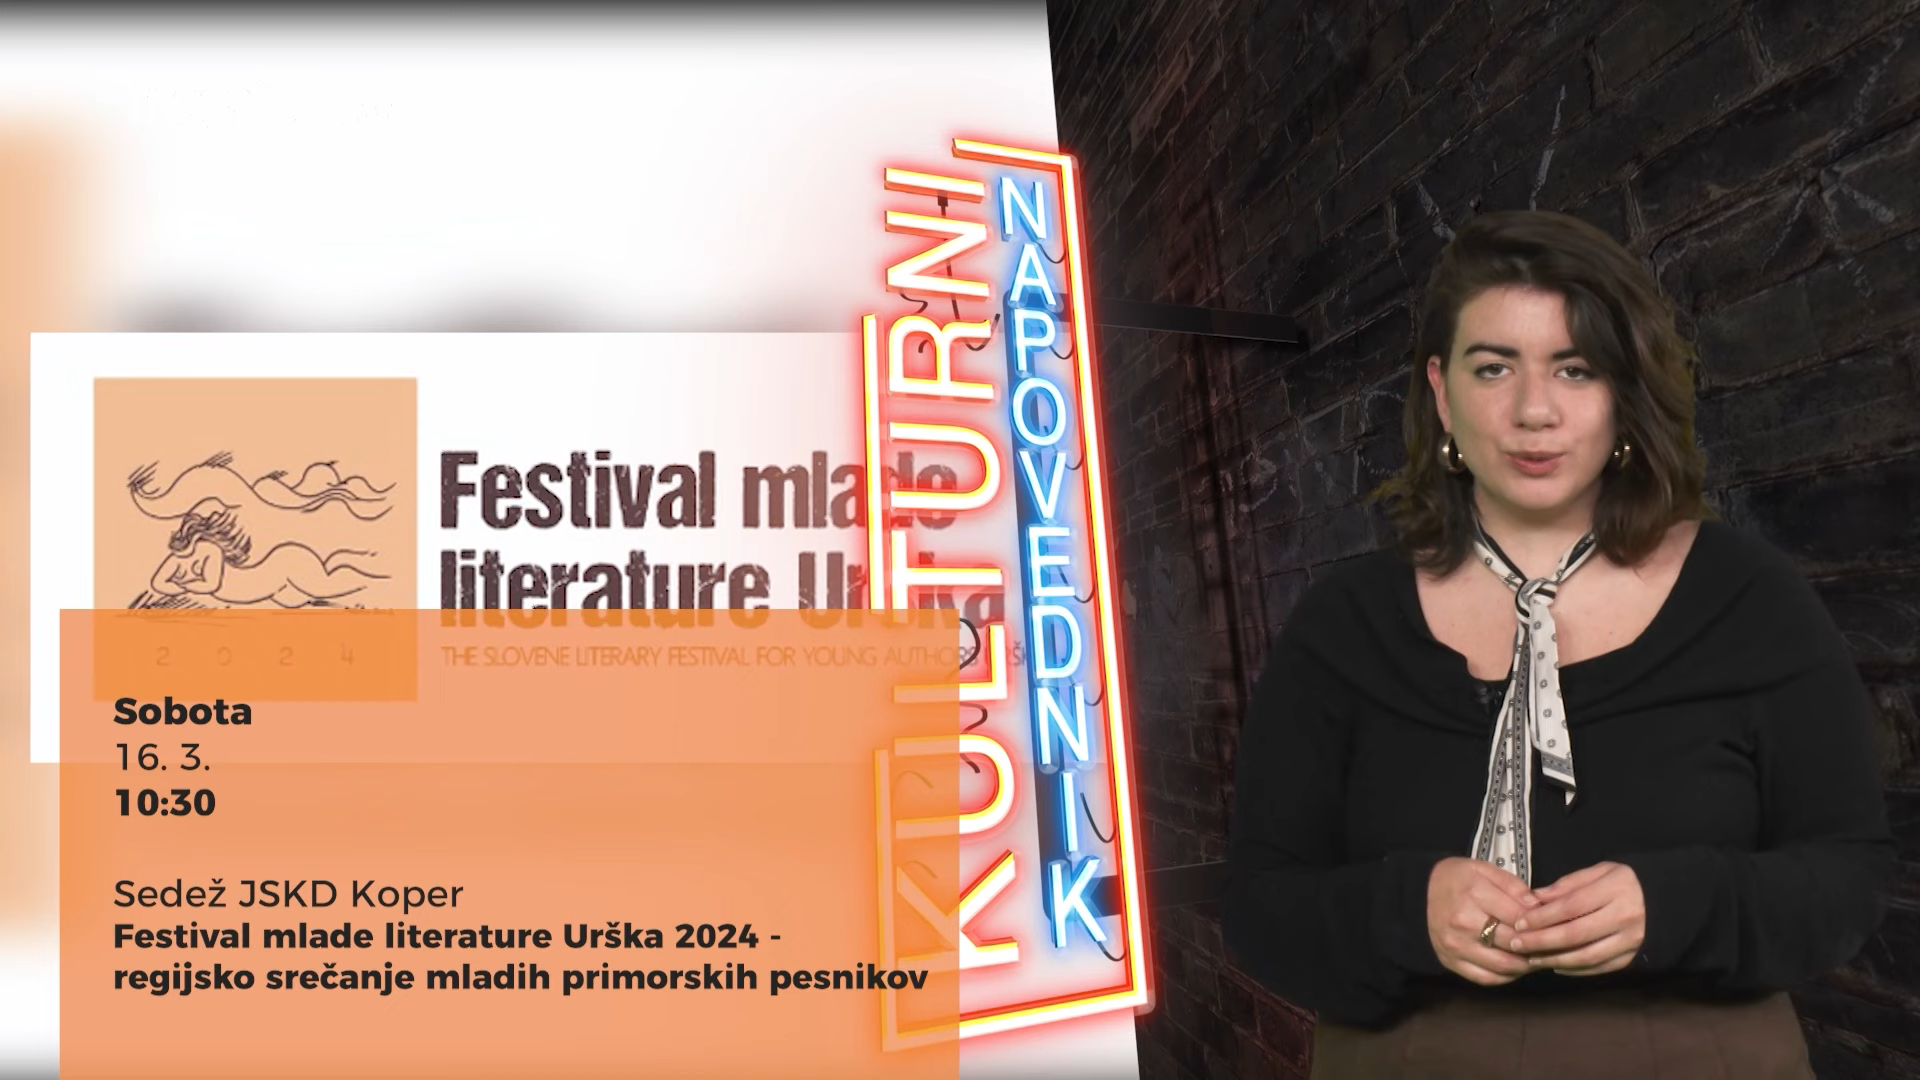 Festival mlade
literature Urška
THE SLOVENE LITERARY FESTIVAL FOR YOUNG AUTHORS
2 0 2 4
KULTURNI
NAPOVEDNIK
Sobota
16. 3.
10:30
Sedež JSKD Koper
Festival mlade literature Urška 2024 -
regijsko srečanje mladih primorskih pesnikov